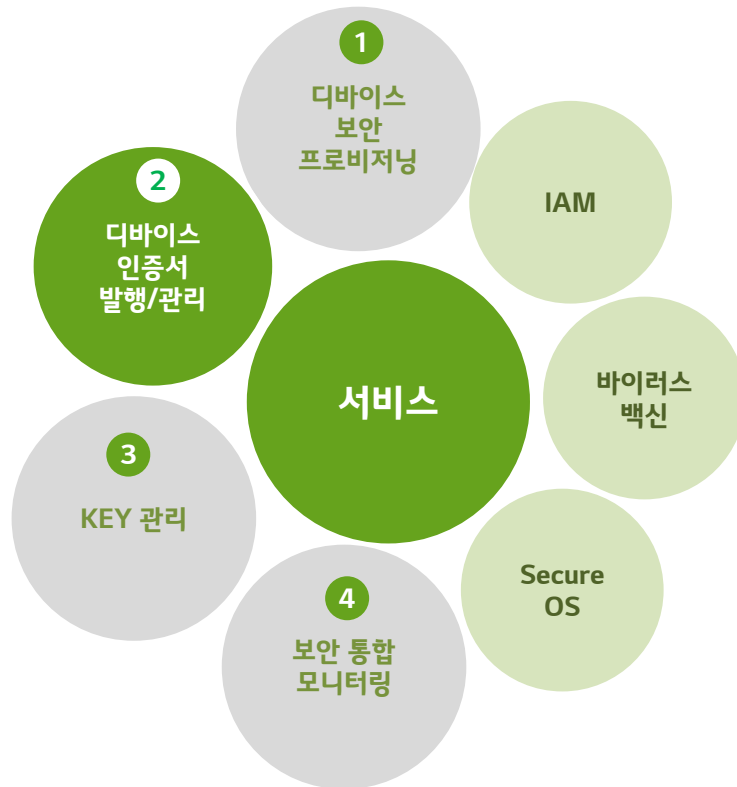 1
디바이스
보안
프로비저닝
IAM
2
디바이스
인증서
발행/관리
서비스
바이러스
백신
3
KEY 관리
Secure
OS
4
보안 통합
모니터링